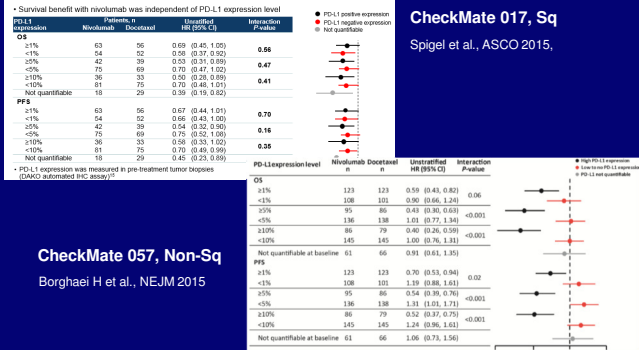 • Survival benefit with nivolumab was independent of PD-L1 expression level
PD-L1 expression Patients, n Nivolumab Docetaxel Unstratified HR (95% CI) Interaction P-value
PD-L1 positive expression
PD-L1 negative expression
Not quantifiable
OS
≥1% 63 56 0.69 (0.45, 1.05) 0.56
<1% 54 52 0.58 (0.37, 0.92)
≥5% 42 39 0.53 (0.31, 0.89) 0.47
<5% 75 69 0.70 (0.47, 1.02)
≥10% 36 33 0.50 (0.28, 0.89) 0.41
<10% 81 75 0.70 (0.48, 1.01)
Not quantifiable 18 29 0.39 (0.19, 0.82)
PFS
≥1% 63 56 0.67 (0.44, 1.01) 0.70
<1% 54 52 0.66 (0.43, 1.00)
≥5% 42 39 0.54 (0.32, 0.90) 0.16
<5% 75 69 0.75 (0.52, 1.08)
≥10% 36 33 0.58 (0.33, 1.02) 0.35
<10% 81 75 0.70 (0.49, 0.99)
Not quantifiable 18 29 0.45 (0.23, 0.89)
• PD-L1 expression was measured in pre-treatment tumor biopsies
(DAKO automated IHC assay)
CheckMate 017, Sq
Spigel et al., ASCO 2015,
CheckMate 057, Non-Sq
Borghaei H et al., NEJM 2015
PD-L1 expression level Nivolumab n Docetaxel n Unstratified HR (95% CI) Interaction P-value
High PD-L1 expression
Low to no PD-L1 expression
PD-L1 not quantifiable
OS
≥1% 123 123 0.59 (0.43, 0.82) 0.06
<1% 108 101 0.90 (0.66, 1.24)
≥5% 95 86 0.43 (0.30, 0.63) <0.001
<5% 136 138 1.01 (0.77, 1.34)
≥10% 86 79 0.40 (0.26, 0.59) <0.001
<10% 145 145 1.00 (0.76, 1.31)
Not quantifiable at baseline 61 66 0.91 (0.61, 1.35)
PFS
≥1% 123 123 0.70 (0.53, 0.94) 0.02
<1% 108 101 1.19 (0.88, 1.61)
≥5% 95 86 0.54 (0.39, 0.76) <0.001
<5% 136 138 1.31 (1.01, 1.71)
≥10% 86 79 0.52 (0.37, 0.75) <0.001
<10% 145 145 1.24 (0.96, 1.61)
Not quantifiable at baseline 61 66 1.06 (0.73, 1.56)